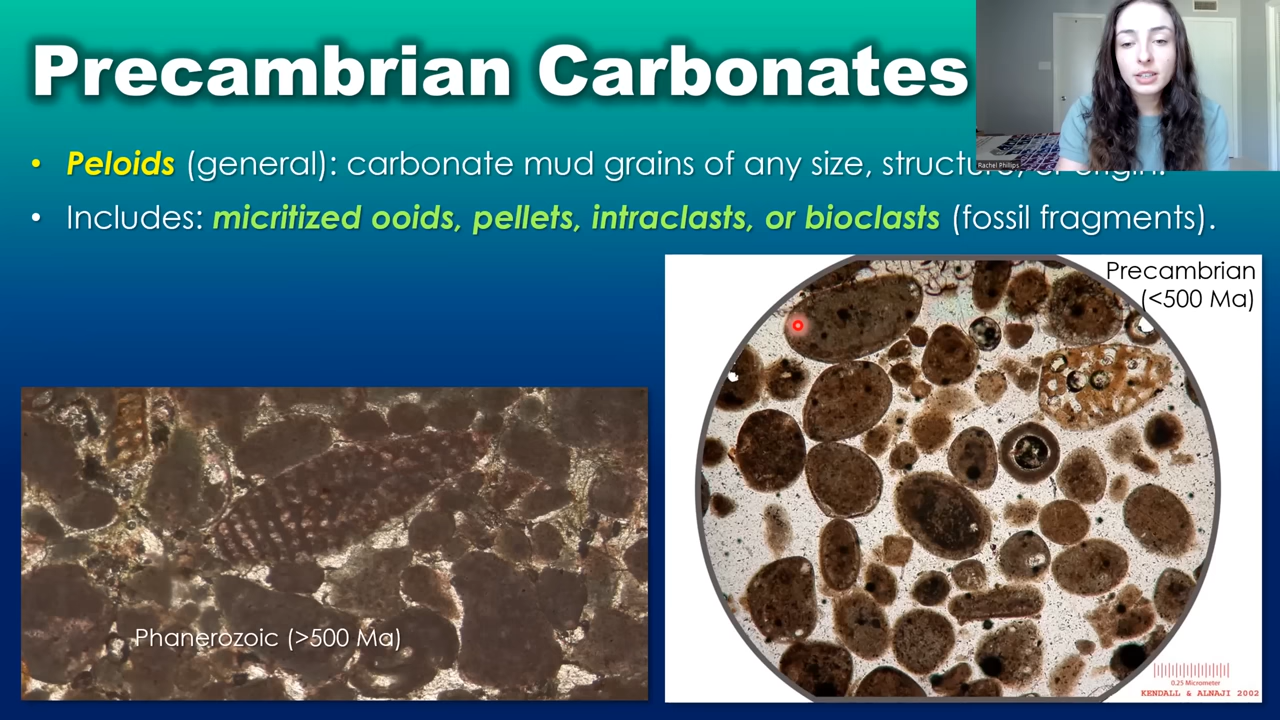 Precambrian Carbonates
Rachel Phillips
• Peloids (general): carbonate mud grains of any size, structure, or origin.
• Includes: micritized ooids, pellets, intraclasts, or bioclasts (fossil fragments).
Precambrian
(<500 Ma)
Phanerozoic (>500 Ma)
0.25 Micrometer
KENDALL & ALNAJI 2002